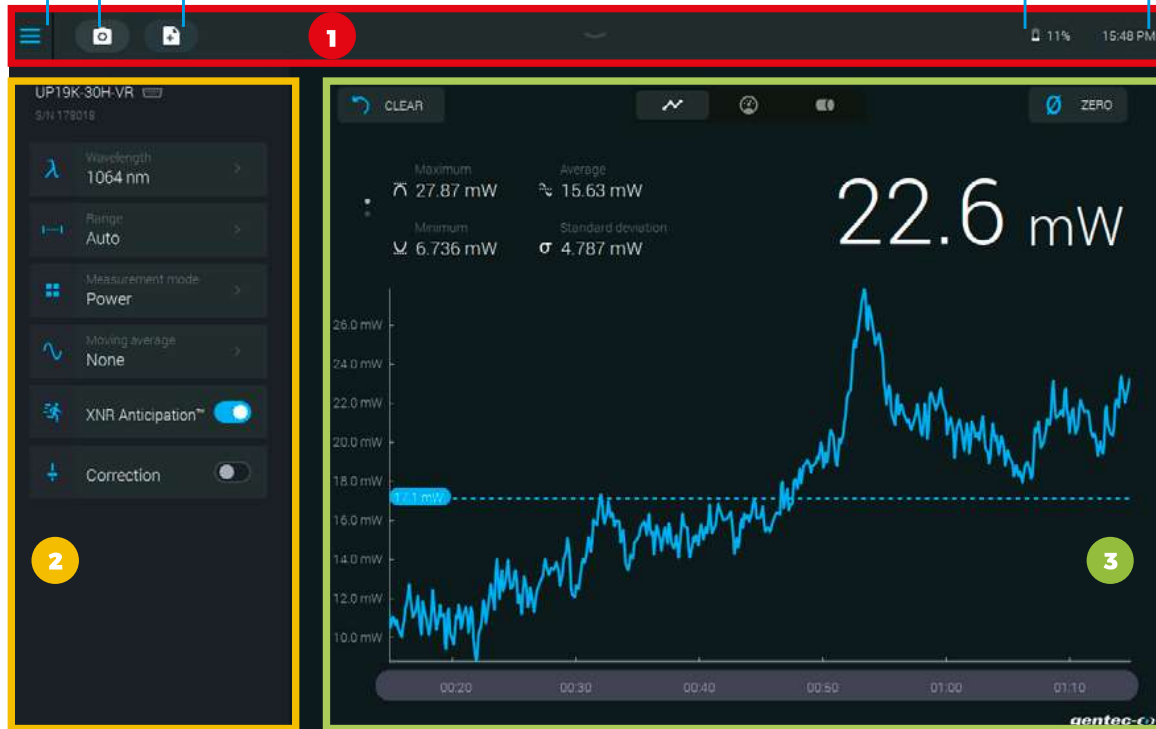 1
11% 15:48 PM
UP19K-30H-VR
S/N 178018
CLEAR
ZERO
λ Wavelength
1064 nm
Range
Auto
Measurement mode
Power
Moving average
None
XNR Anticipation™
Correction
2
Maximum
27.87 mW
Average
15.63 mW
Minimum
6.736 mW
Standard deviation
σ 4.787 mW
22.6 mW
26.0 mW
24.0 mW
22.0 mW
20.0 mW
18.0 mW
17.1 mW
16.0 mW
14.0 mW
12.0 mW
10.0 mW
3
00:20 00:30 00:40 00:50 01:00 01:10
gentec-eo